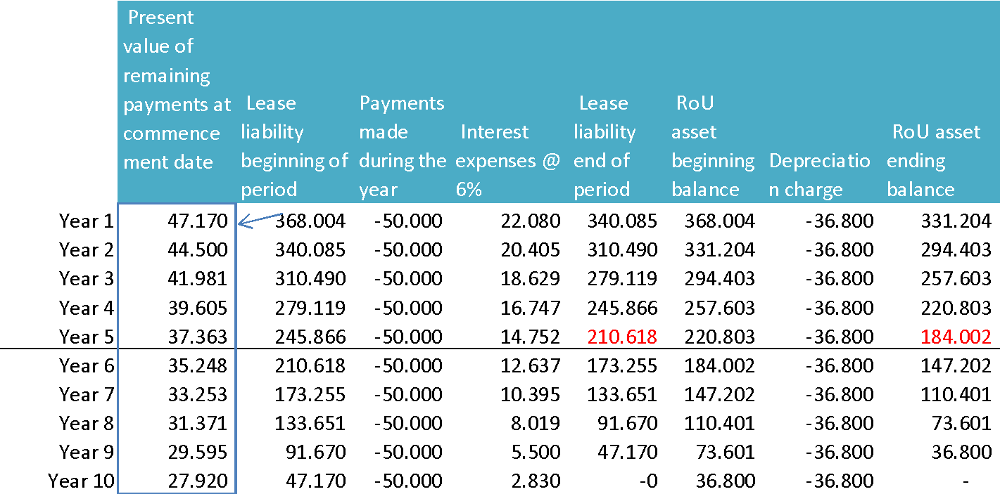 Present value of remaining payments at commence ment date	Lease liability beginning of period	Payments made during the year	Interest expenses @ 6%	Lease liability end of period	RoU asset beginning balance	Depreciatio n charge	RoU asset ending balance
Year 1	47.170	368.004	-50.000	22.080	340.085	368.004	-36.800	331.204
Year 2	44.500	340.085	-50.000	20.405	310.490	331.204	-36.800	294.403
Year 3	41.981	310.490	-50.000	18.629	279.119	294.403	-36.800	257.603
Year 4	39.605	279.119	-50.000	16.747	245.866	257.603	-36.800	220.803
Year 5	37.363	245.866	-50.000	14.752	210.618	220.803	-36.800	184.002
Year 6	35.248	210.618	-50.000	12.637	173.255	184.002	-36.800	147.202
Year 7	33.253	173.255	-50.000	10.395	133.651	147.202	-36.800	110.401
Year 8	31.371	133.651	-50.000	8.019	91.670	110.401	-36.800	73.601
Year 9	29.595	91.670	-50.000	5.500	47.170	73.601	-36.800	36.800
Year 10	27.920	47.170	-50.000	2.830	-0	36.800	-36.800	-